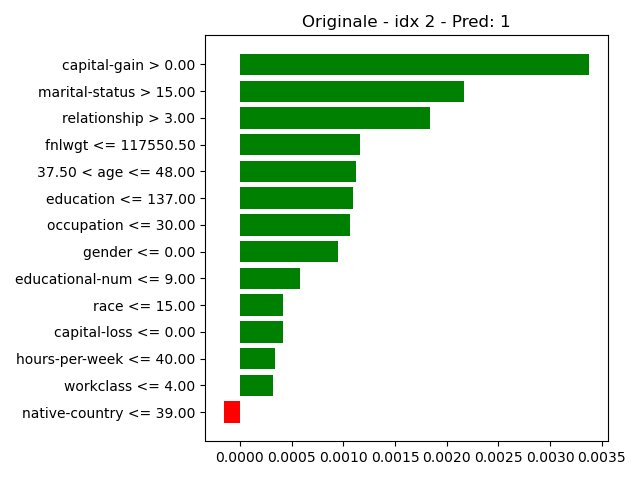 Originale - idx 2 - Pred: 1
capital-gain > 0.00
marital-status > 15.00
relationship > 3.00
fnlwgt <= 117550.50
37.50 < age <= 48.00
education <= 137.00
occupation <= 30.00
gender <= 0.00
educational-num <= 9.00
race <= 15.00
capital-loss <= 0.00
hours-per-week <= 40.00
workclass <= 4.00
native-country <= 39.00
0.0000 0.0005 0.0010 0.0015 0.0020 0.0025 0.0030 0.0035